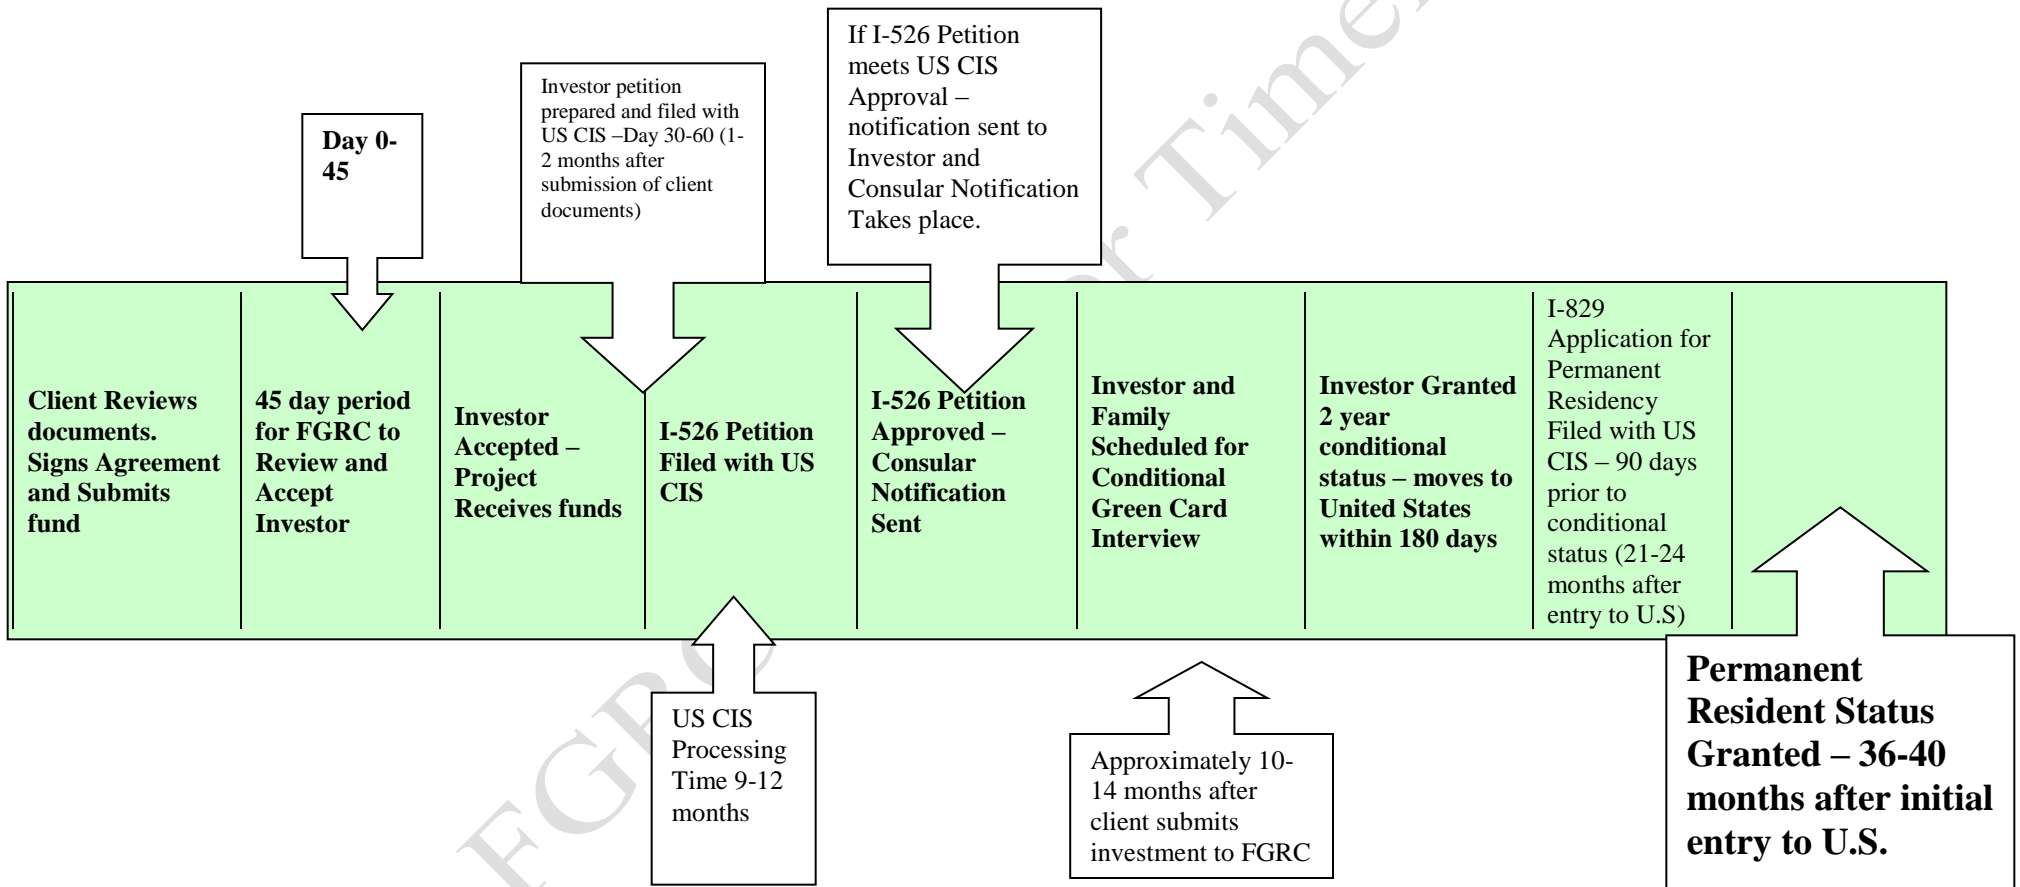 If I-526 Petition
meets US CIS
Approval –
notification sent to
Investor and
Consular Notification
Takes place.
Investor petition
prepared and filed with
US CIS –Day 30-60 (1-
2 months after
submission of client
documents)
Day 0-
45
Client Reviews
documents.
Signs Agreement
and Submits
fund
45 day period
for FGRC to
Review and
Accept
Investor
Investor
Accepted –
Project
Receives funds
I-526 Petition
Filed with US
CIS
I-526 Petition
Approved –
Consular
Notification
Sent
Investor and
Family
Scheduled for
Conditional
Green Card
Interview
Investor Granted
2 year
conditional
status – moves to
United States
within 180 days
I-829
Application for
Permanent
Residency
Filed with US
CIS – 90 days
prior to
conditional
status (21-24
months after
entry to U.S)
US CIS
Processing
Time 9-12
months
Approximately 10-
14 months after
client submits
investment to FGRC
Permanent
Resident Status
Granted – 36-40
months after initial
entry to U.S.